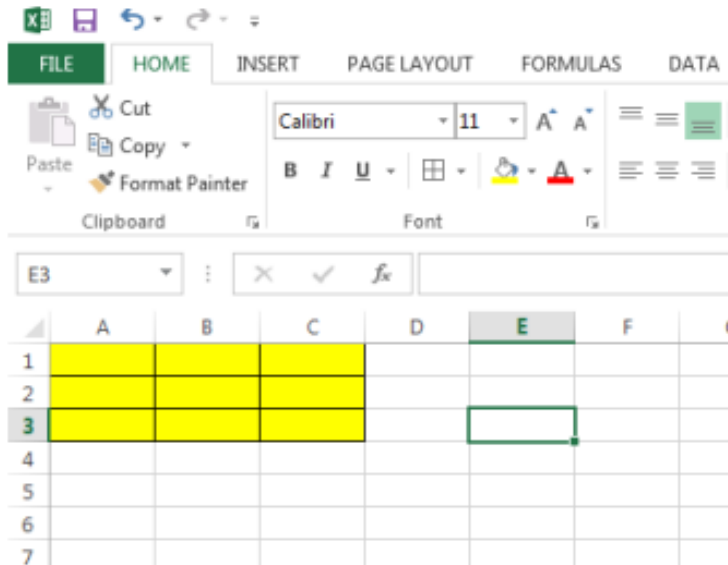 FILE HOME INSERT PAGE LAYOUT FORMULAS DATA
Cut
Copy
Format Painter
Paste
Calibri 11 A A
B I U A
Clipboard Font
E3 fx
A B C D E F
1
2
3
4
5
6
7